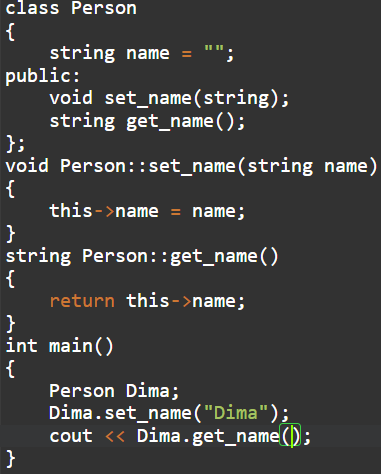 class Person
{
    string name = "";
public:
    void set_name(string);
    string get_name();
};
void Person::set_name(string name)
{
    this->name = name;
}
string Person::get_name()
{
    return this->name;
}
int main()
{
    Person Dima;
    Dima.set_name("Dima");
    cout << Dima.get_name();
}